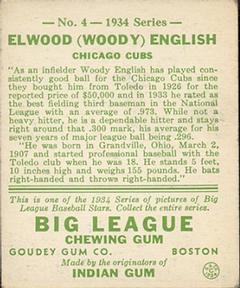 No. 4 — 1934 Series —
ELWOOD (WOODY) ENGLISH
CHICAGO CUBS
"As an infielder Woody English has played con-
sistently good ball for the Chicago Cubs since
they bought him from Toledo in 1926 for the
reported price of $50,000 and in 1933 he was rated
as the best fielding third baseman in the National
League with an average of .973. While not a
heavy hitter, he is a dependable hitter and stays
right around that .300 mark, his average for his
seven years of major league ball being .296.
"He was born in Grandville, Ohio, March 2,
1907 and started professional baseball with the
Toledo club when he was 18. He stands 5 feet,
10 inches high and weighs 155 pounds. He bats
right-handed and throws right-handed."
This is one of the 1934 Series of pictures of Big
League Baseball Stars. Collect the entire series.
BIG LEAGUE
CHEWING GUM
GOUDEY GUM CO. BOSTON
Made by the originators of
INDIAN GUM